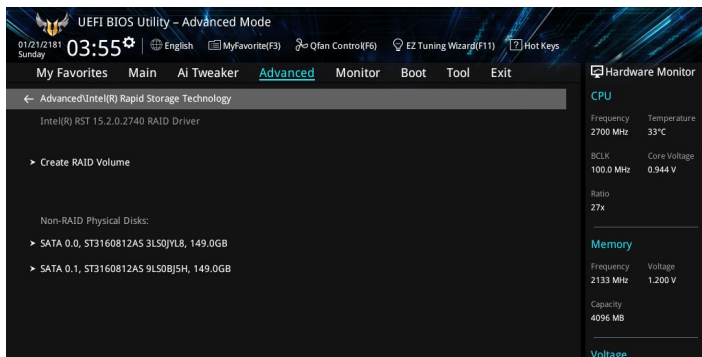 UEFI BIOS Utility – Advanced Mode
01/21/2181
Sunday
03:55
English
MyFavorite(F3)
Qfan Control(F6)
EZ Tuning Wizard(F11)
? Hot Keys
My Favorites Main Ai Tweaker Advanced Monitor Boot Tool Exit
← Advanced\Intel(R) Rapid Storage Technology
Intel(R) RST 15.2.0.2740 RAID Driver
➤ Create RAID Volume
Non-RAID Physical Disks:
➤ SATA 0.0, ST3160812AS 3LS0JYL8, 149.0GB
➤ SATA 0.1, ST3160812AS 9LS0BJ5H, 149.0GB
Hardware Monitor
CPU
Frequency Temperature
2700 MHz 33°C
BCLK Core Voltage
100.0 MHz 0.944 V
Ratio
27x
Memory
Frequency Voltage
2133 MHz 1.200 V
Capacity
4096 MB
Voltage